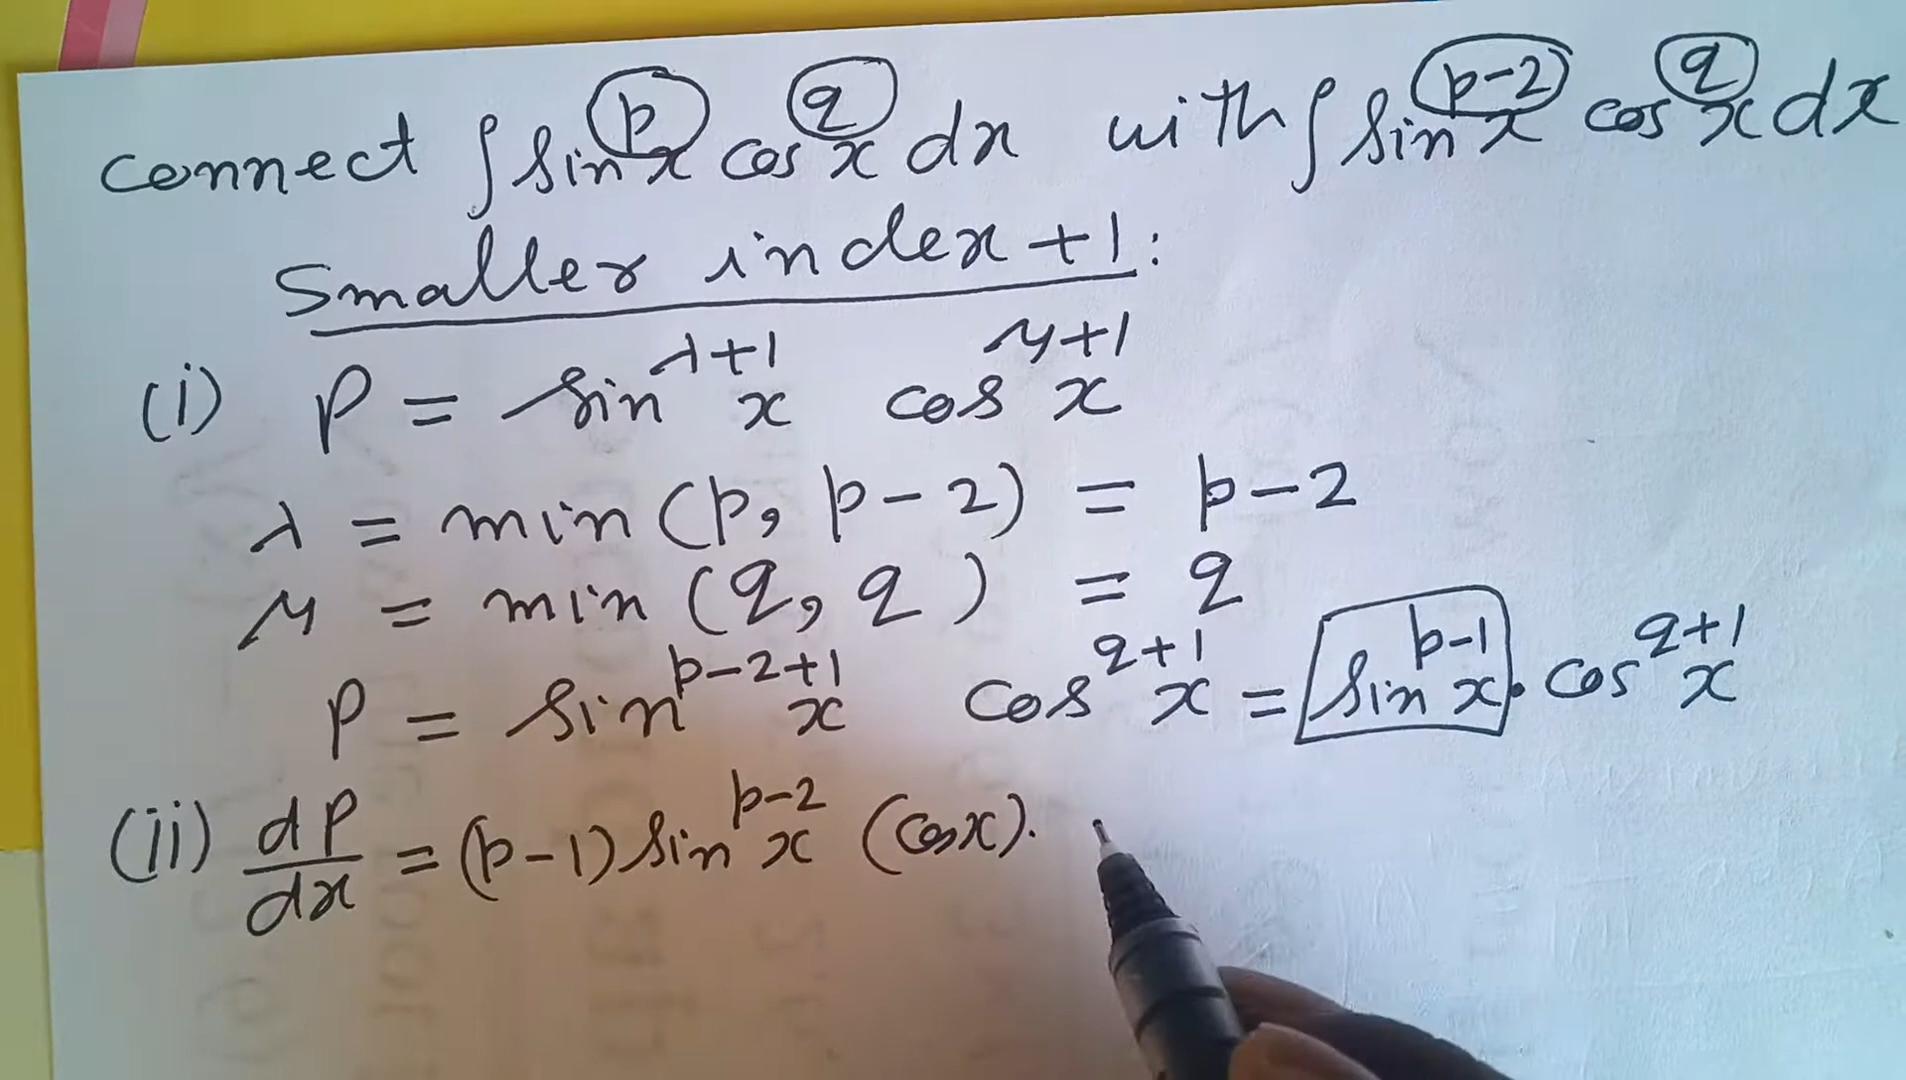 connect ∫ sin^p x cos^q x dx with ∫ sin^(p-2) x cos^q x dx
Smaller index +1:
(i) P = sin^(λ+1) x cos^(μ+1) x
λ = min (p, p-2) = p-2
μ = min (q, q) = q
P = sin^(p-2+1) x cos^(q+1) x = sin^(p-1) x . cos^(q+1) x
(ii) dP/dx = (p-1) sin^(p-2) x (cos x).